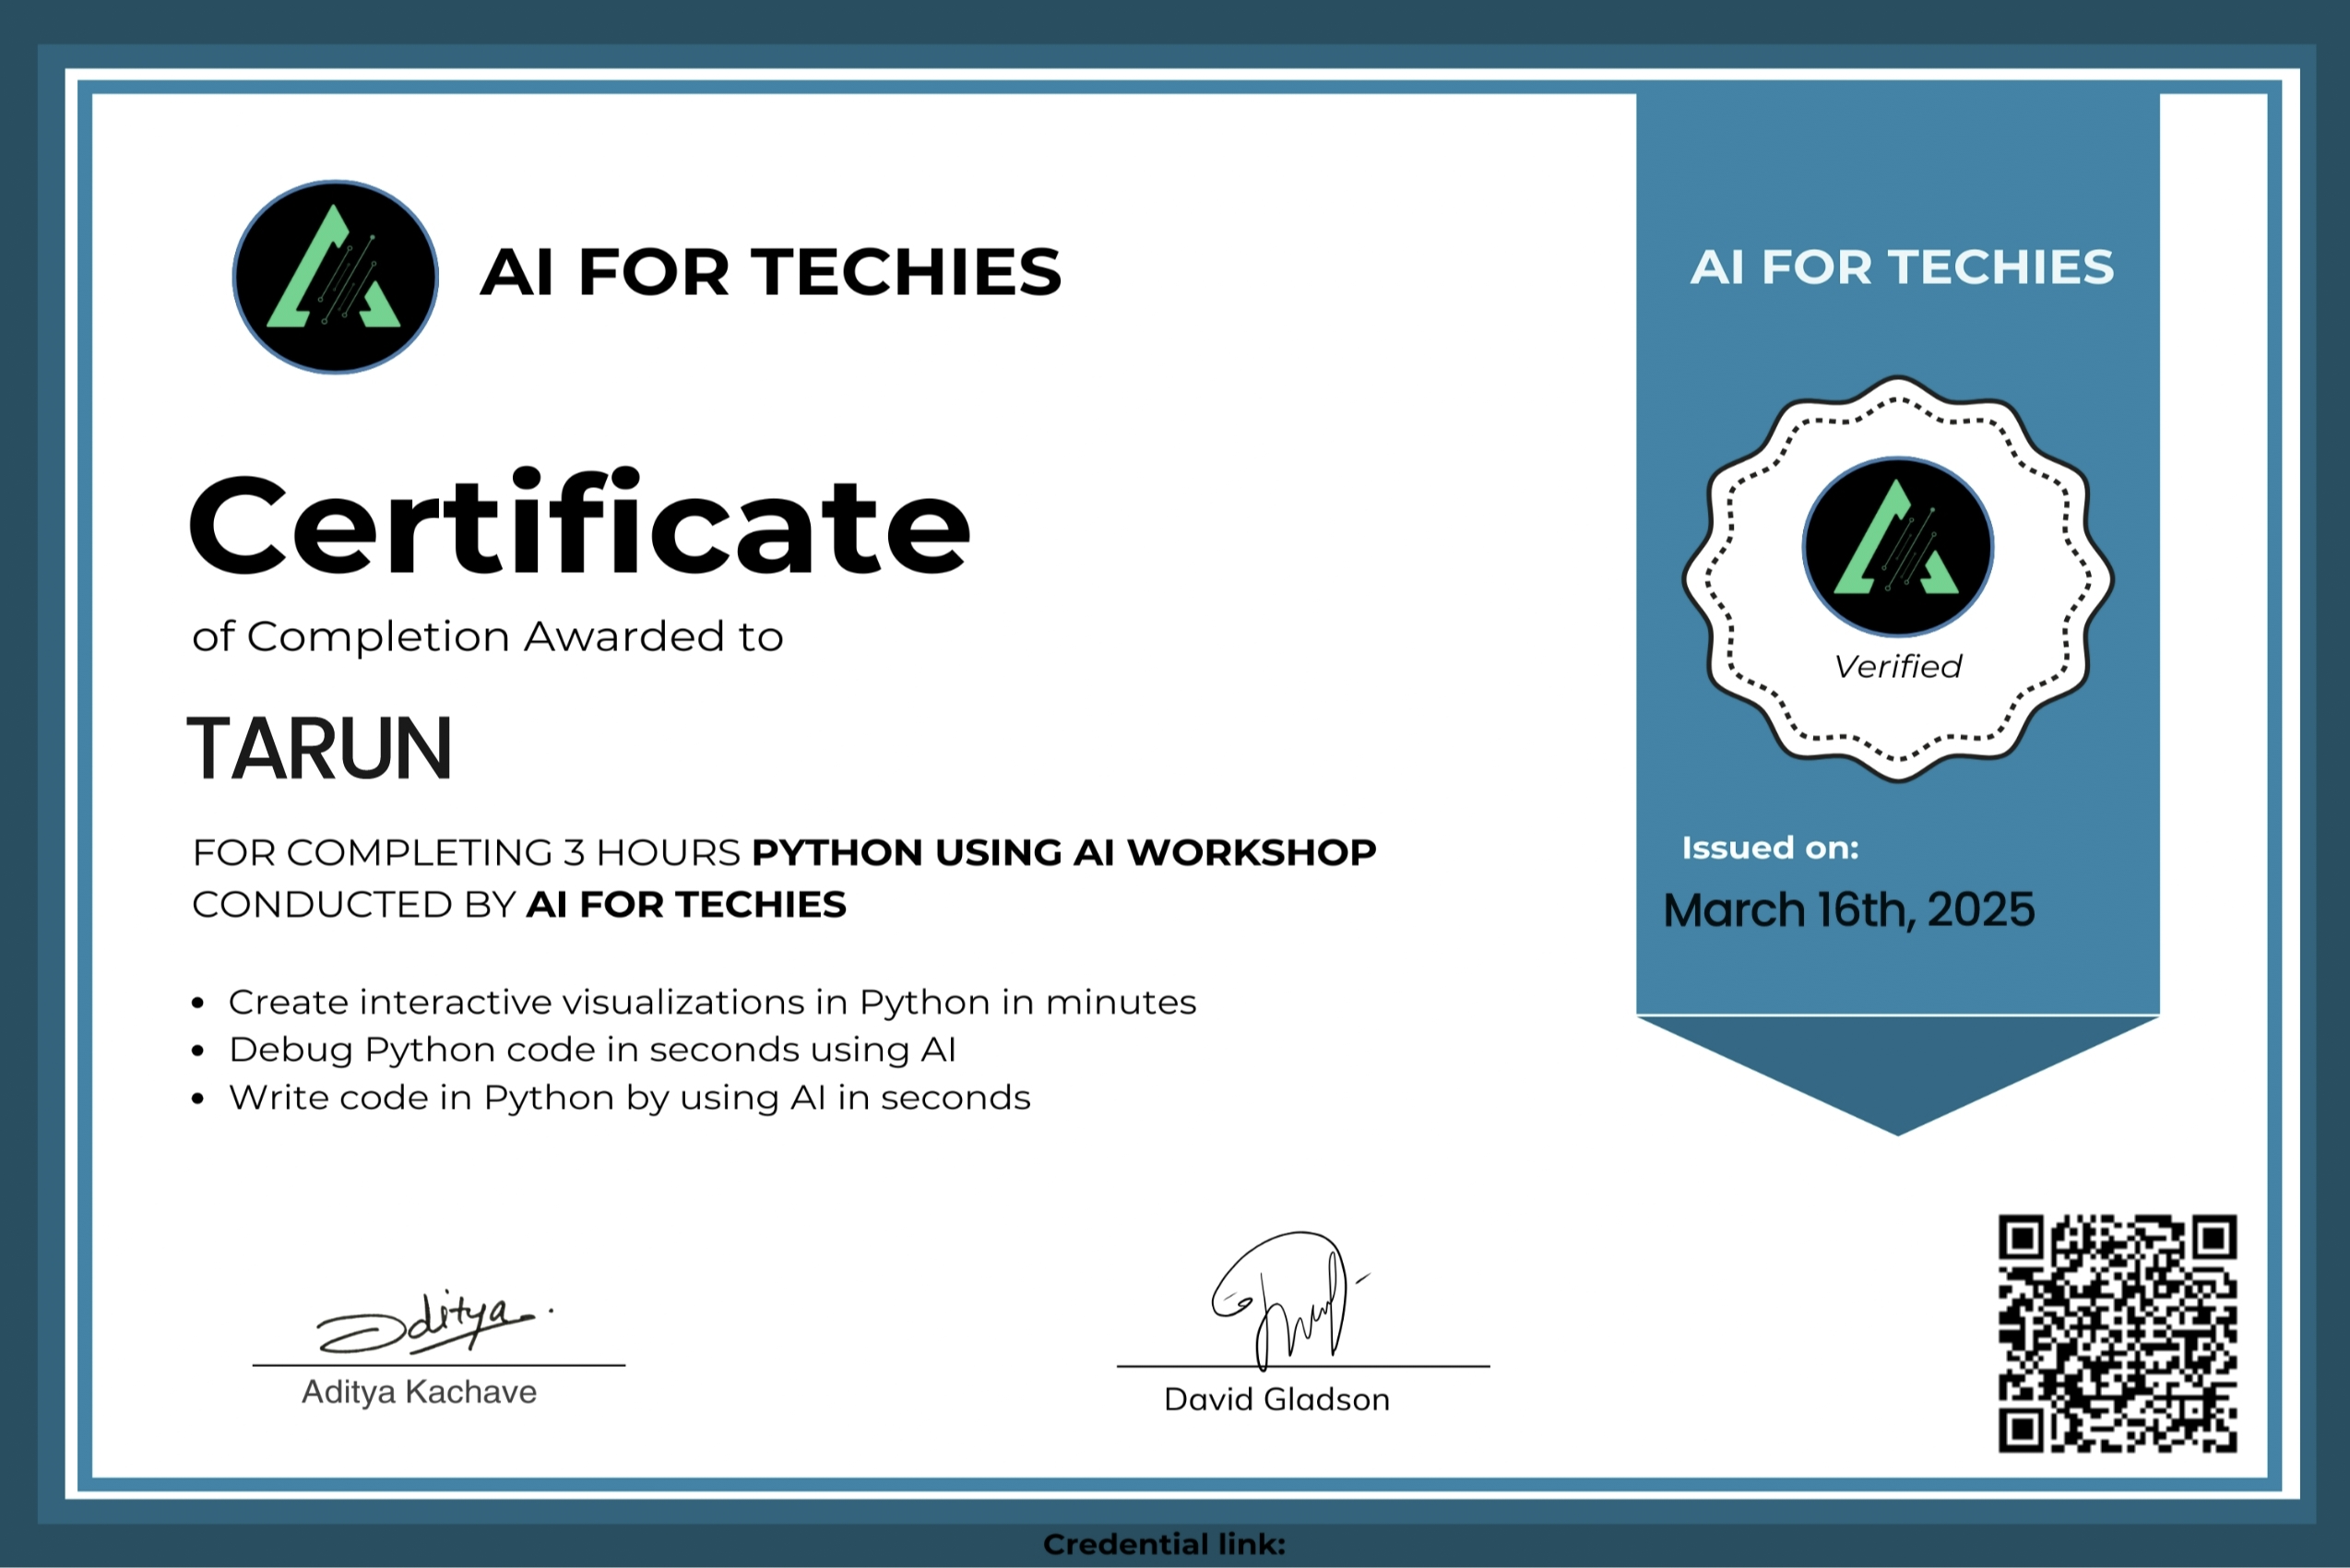 AI FOR TECHIES
Certificate
of Completion Awarded to
TARUN
FOR COMPLETING 3 HOURS PYTHON USING AI WORKSHOP
CONDUCTED BY AI FOR TECHIES
• Create interactive visualizations in Python in minutes
• Debug Python code in seconds using AI
• Write code in Python by using AI in seconds
Aditya
Aditya Kachave
David Gladson
AI FOR TECHIES
Verified
Issued on:
March 16th, 2025
Credential link: